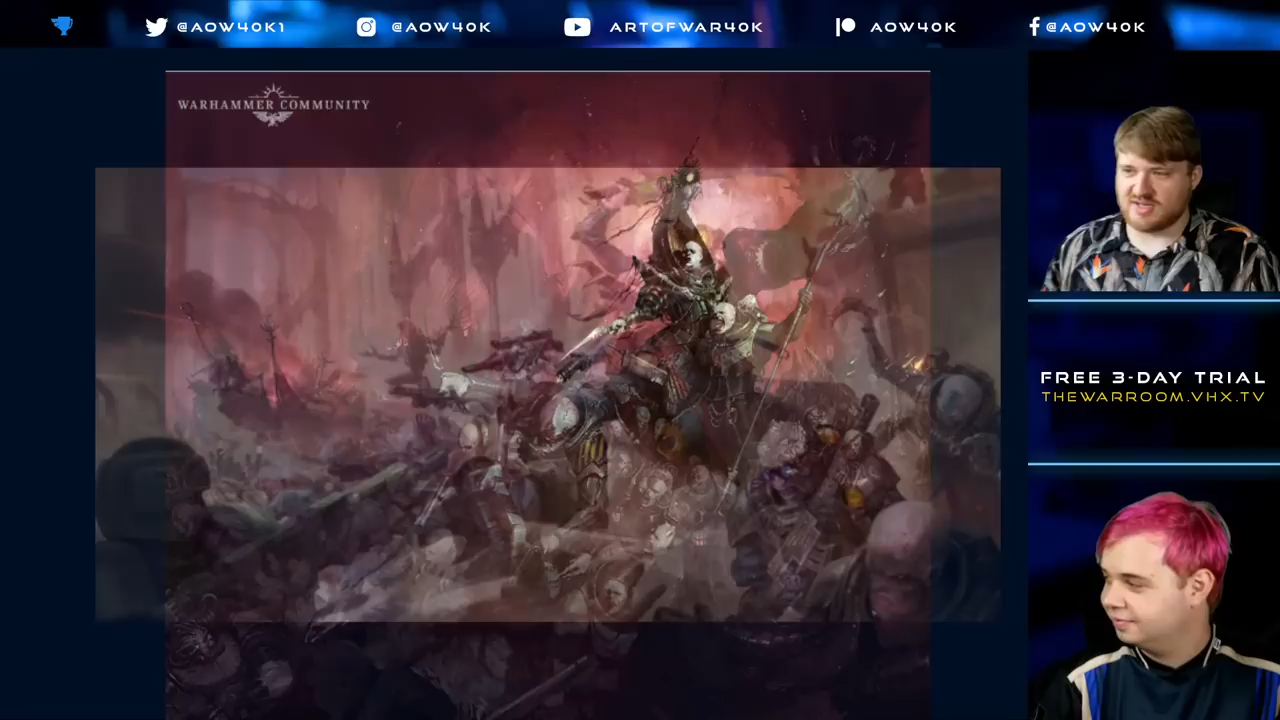 @AOW40K1
@AOW40K
ARTOFWAR40K
AOW40K
@AOW40K
WARHAMMER COMMUNITY
FREE 3-DAY TRIAL
THEWARROOM.VHX.TV